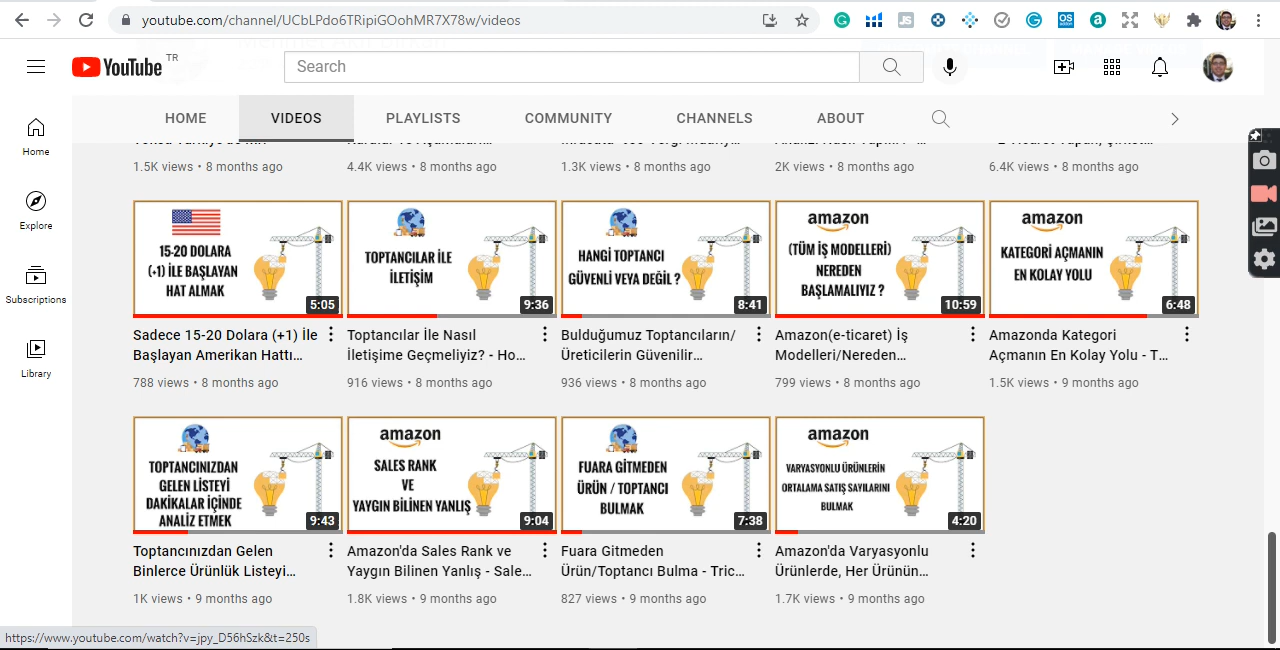 youtube.com/channel/UCbLPdo6TRipiGOohMR7X78w/videos
YouTube TR
Search
HOME VIDEOS PLAYLISTS COMMUNITY CHANNELS ABOUT
Home
Explore
Subscriptions
Library
1.5K views • 8 months ago
4.4K views • 8 months ago
1.3K views • 8 months ago
2K views • 8 months ago
6.4K views • 8 months ago
15-20 DOLARA
(+1) İLE BAŞLAYAN
HAT ALMAK
5:05
Sadece 15-20 Dolara (+1) İle
Başlayan Amerikan Hattı...
788 views • 8 months ago
TOPTANCILAR İLE
İLETİŞİM
9:36
Toptancılar İle Nasıl
İletişime Geçmeliyiz? - Ho...
916 views • 8 months ago
HANGİ TOPTANCI
GÜVENLİ VEYA DEĞİL ?
8:41
Bulduğumuz Toptancıların/
Üreticilerin Güvenilir...
936 views • 8 months ago
amazon
(TÜM İŞ MODELLERİ)
NEREDEN
BAŞLAMALIYIZ ?
10:59
Amazon(e-ticaret) İş
Modelleri/Nereden...
799 views • 8 months ago
amazon
KATEGORİ AÇMANIN
EN KOLAY YOLU
6:48
Amazonda Kategori
Açmanın En Kolay Yolu - T...
1.5K views • 9 months ago
TOPTANCINIZDAN
GELEN LİSTEYİ
DAKİKALAR İÇİNDE
ANALİZ ETMEK
9:43
Toptancınızdan Gelen
Binlerce Ürünlük Listeyi...
1K views • 9 months ago
amazon
SALES RANK
VE
YAYGIN BİLİNEN YANLIŞ
9:04
Amazon'da Sales Rank ve
Yaygın Bilinen Yanlış - Sale...
1.8K views • 9 months ago
FUARA GİTMEDEN
ÜRÜN / TOPTANCI
BULMAK
7:38
Fuara Gitmeden
Ürün/Toptancı Bulma - Tric...
827 views • 9 months ago
amazon
VARYASYONLU ÜRÜNLERİN
ORTALAMA SATIŞ SAYILARINI
BULMAK
4:20
Amazon'da Varyasyonlu
Ürünlerde, Her Ürünün...
1.7K views • 9 months ago
https://www.youtube.com/watch?v=jpy_D56hSzk&t=250s